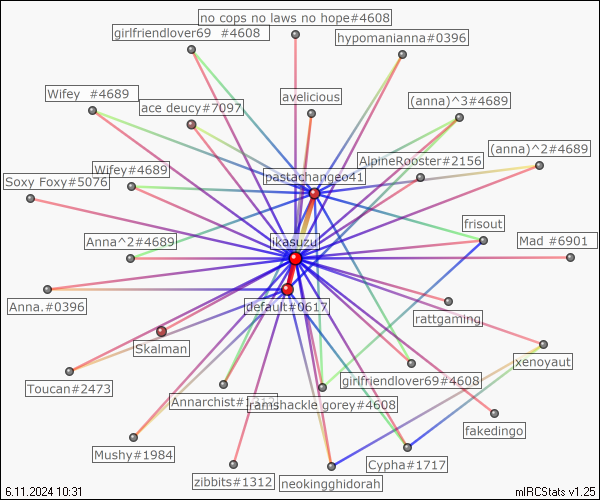 no cops no laws no hope#4608
girlfriendlover69 #4608
hypomanianna#0396
Wifey #4689
avelicious
(anna)^3#4689
ace deucy#7097
(anna)^2#4689
AlpineRooster#2156
Wifey#4689
pastachangeo41
Soxy Foxy#5076
frisout
Anna^2#4689
ikasuzu
Mad #6901
Anna.#0396
default#0617
rattgaming
Skalman
xenoyaut
girlfriendlover69#4608
Toucan#2473
Annarchist#
ramshackle gorey#4608
fakedingo
Mushy#1984
Cypha#1717
zibbits#1312
neokingghidorah
6.11.2024 10:31
mIRCStats v1.25